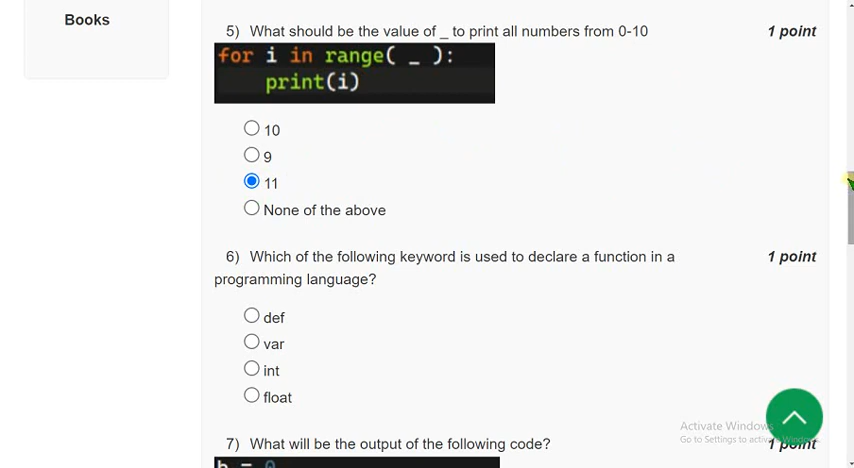 Books
5) What should be the value of _ to print all numbers from 0-10 1 point
for i in range( _ ):
print(i)
10
9
11
None of the above
6) Which of the following keyword is used to declare a function in a 1 point
programming language?
def
var
int
float
Activate Windows
Go to Settings to activate Windows.
7) What will be the output of the following code? 1 point
b = 0